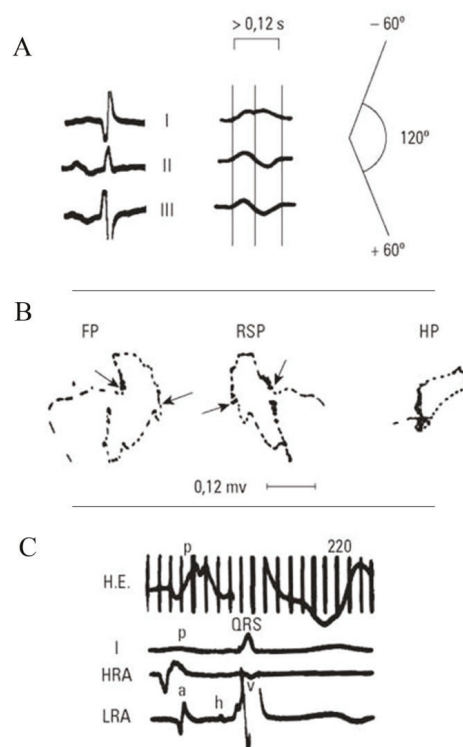 > 0,12 s
– 60º
A
I
II
III
120º
+ 60º
B
FP
RSP
HP
0,12 mv
C
H.E.
p
220
I
p
QRS
HRA
LRA
a
h
v